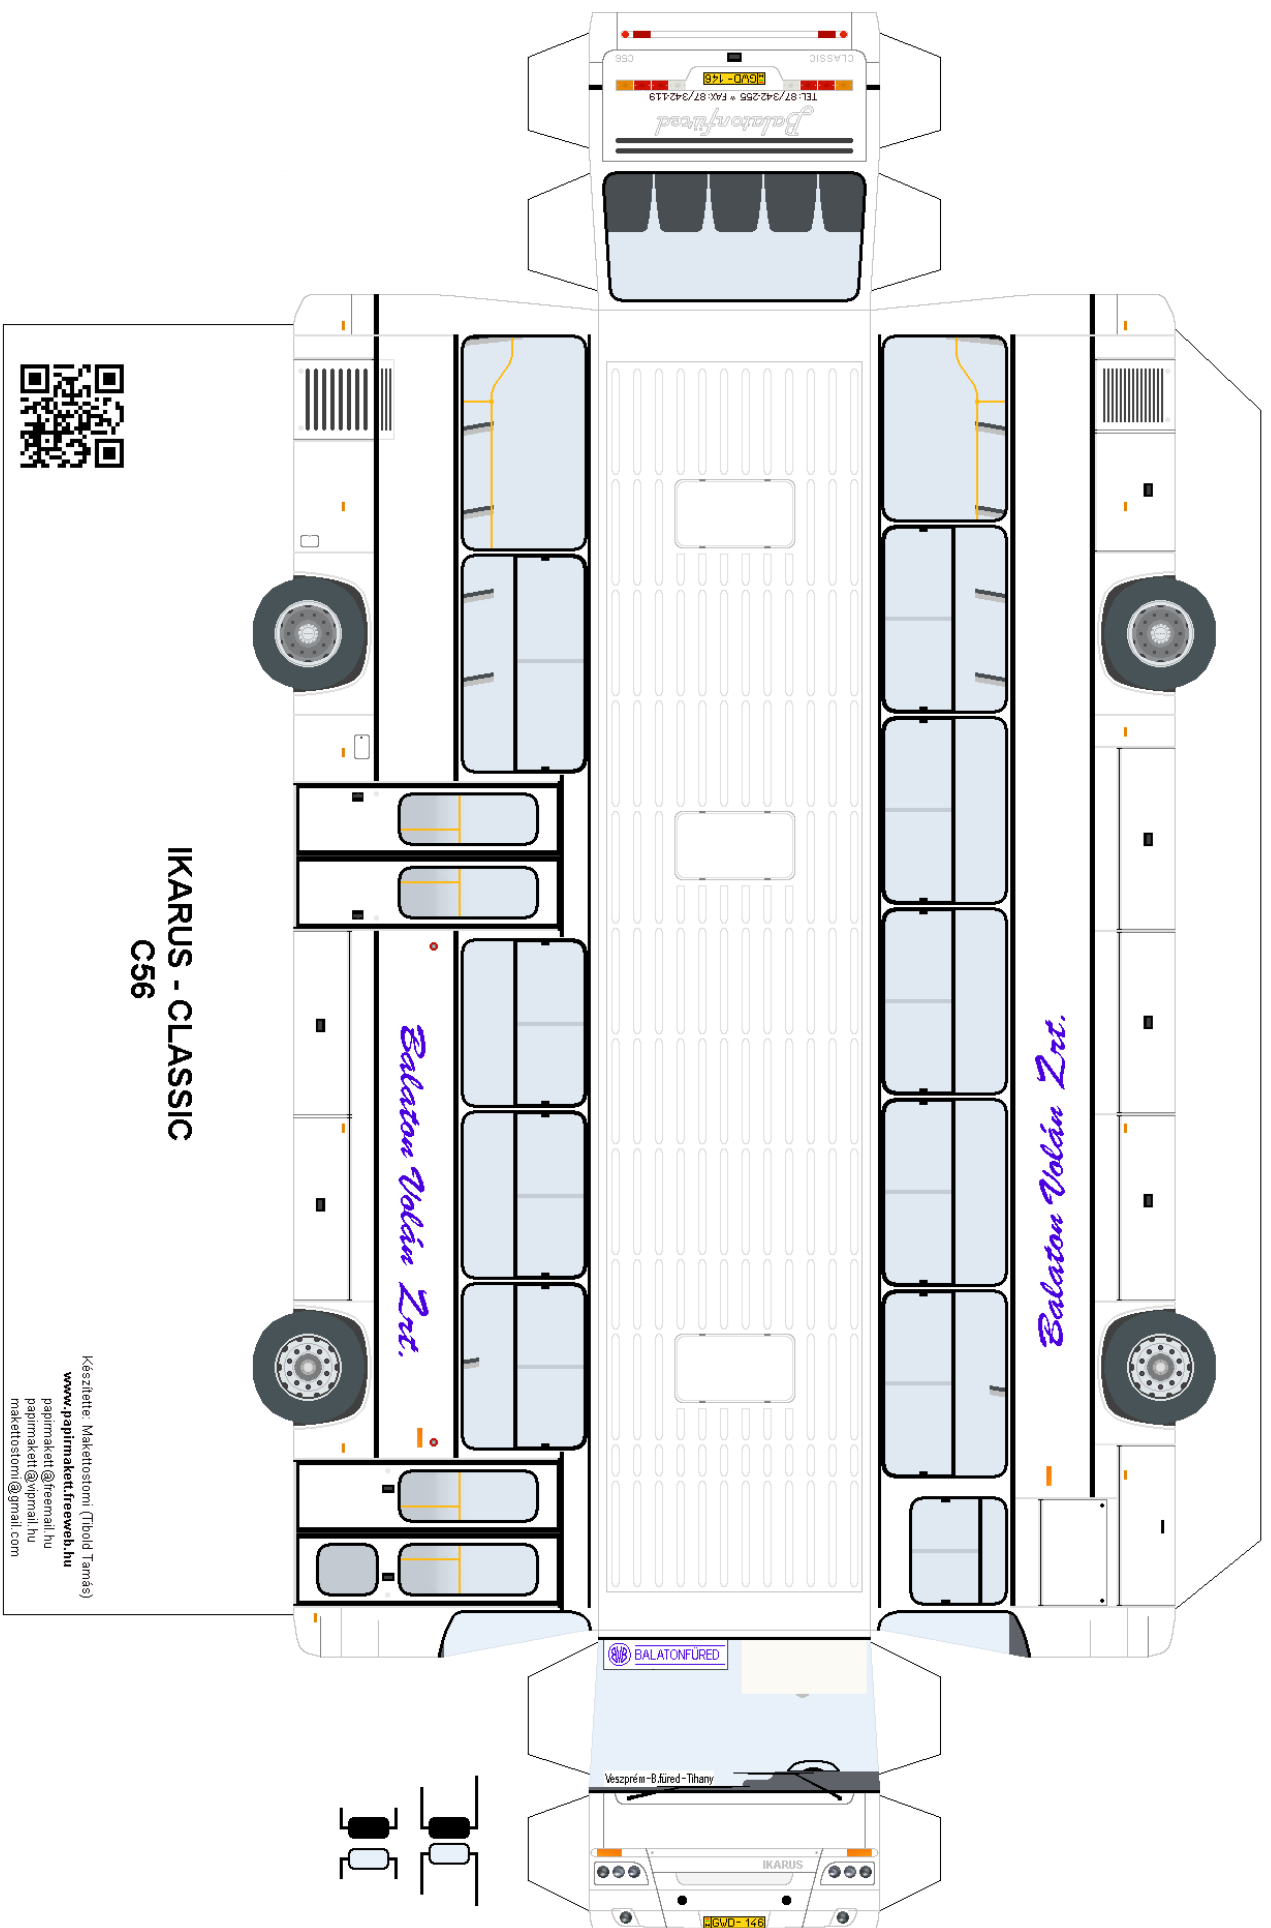 C56
CLASSIC
GWD-146
TEL: 87/342-255 * FAX: 87/342-119
Balatonfüred
IKARUS - CLASSIC
C56
Balaton Volán Zrt.
Balaton Volán Zrt.
Készítette: Makettostomi (Tibold Tamás)
www.papirmakett.freeweb.hu
papirmakett@freemail.hu
papirmakett@vipmail.hu
makettostomi@gmail.com
BALATONFÜRED
Veszprém-B.füred-Tihany
IKARUS
GWD-146